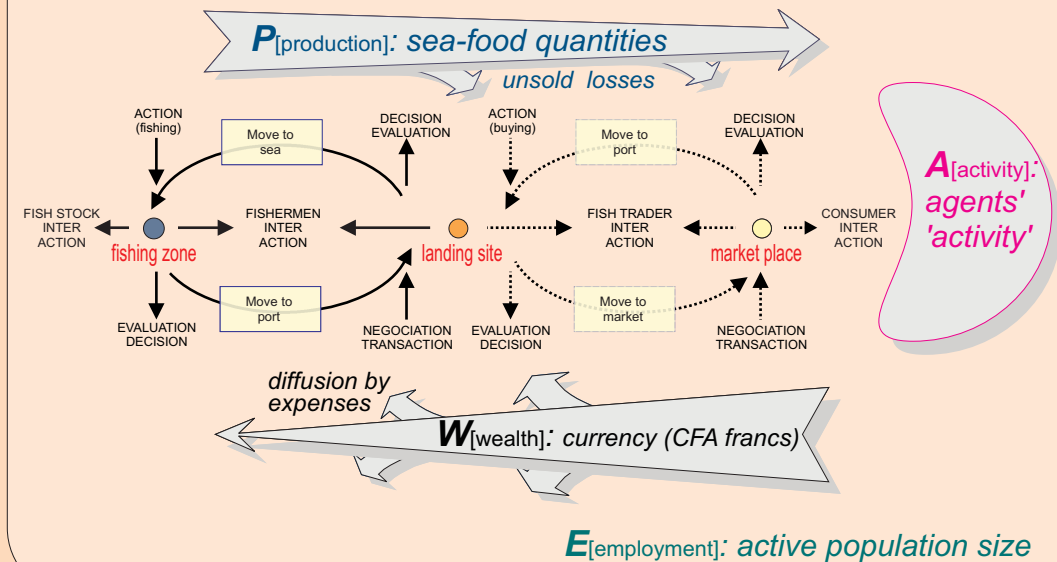 P[production]: sea-food quantities
unsold losses
ACTION
(fishing)
Move to
sea
DECISION
EVALUATION
ACTION
(buying)
Move to
port
DECISION
EVALUATION
A[activity]:
agents'
'activity'
FISH STOCK
INTER
ACTION
fishing zone
FISHERMEN
INTER
ACTION
landing site
FISH TRADER
INTER
ACTION
market place
CONSUMER
INTER
ACTION
EVALUATION
DECISION
Move to
port
NEGOCIATION
TRANSACTION
EVALUATION
DECISION
Move to
market
NEGOCIATION
TRANSACTION
diffusion by
expenses
W[wealth]: currency (CFA francs)
E[employment]: active population size